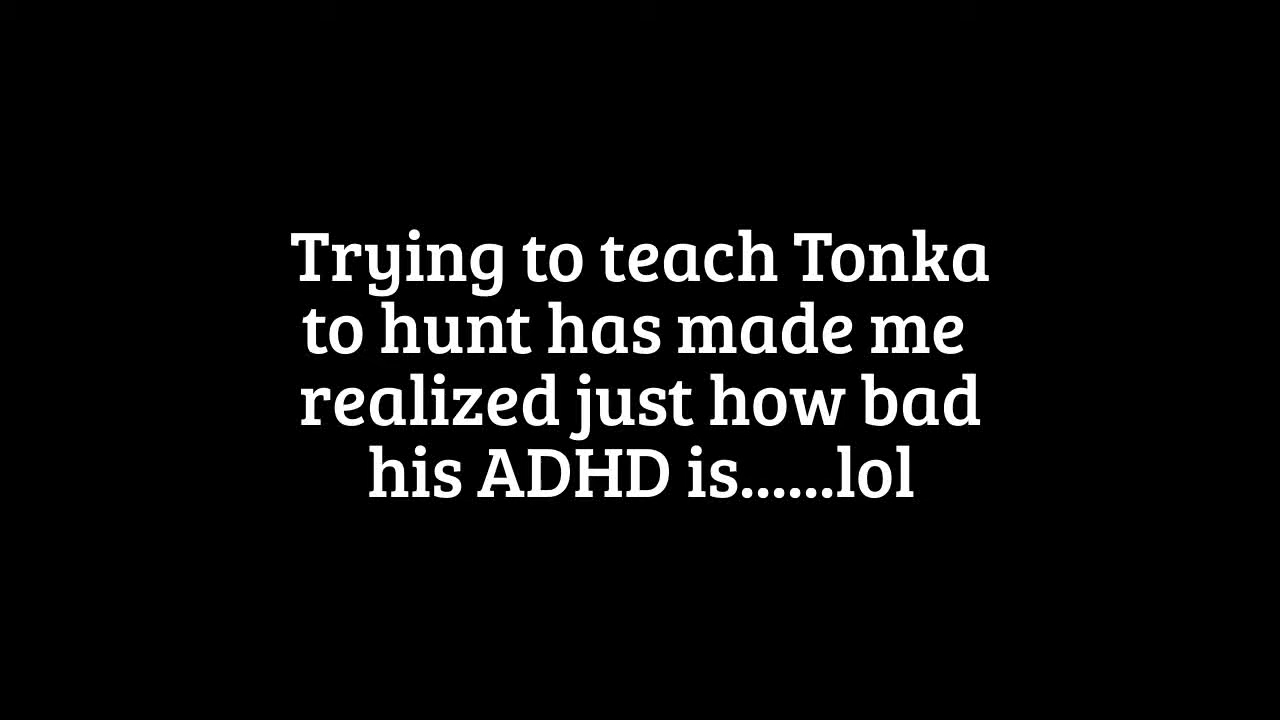 Trying to teach Tonka
to hunt has made me
realized just how bad
his ADHD is......lol